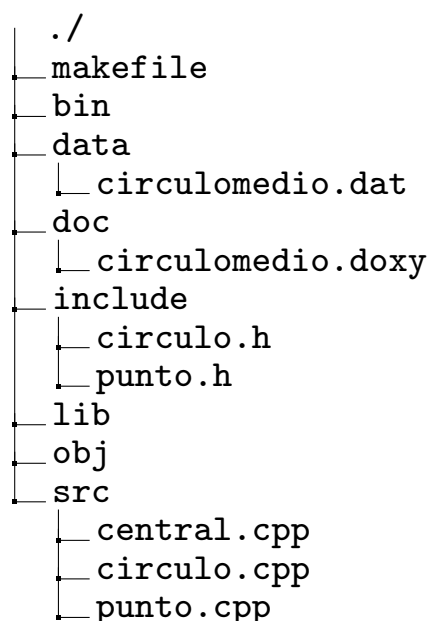 ./
makefile
bin
data
circulomedio.dat
doc
circulomedio.doxy
include
circulo.h
punto.h
lib
obj
src
central.cpp
circulo.cpp
punto.cpp